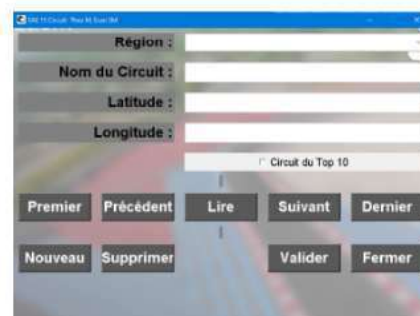 Région :
Nom du Circuit :
Latitude :
Longitude :
Circuit du Top 10
Premier Précédent Lire Suivant Dernier
Nouveau Supprimer Valider Fermer